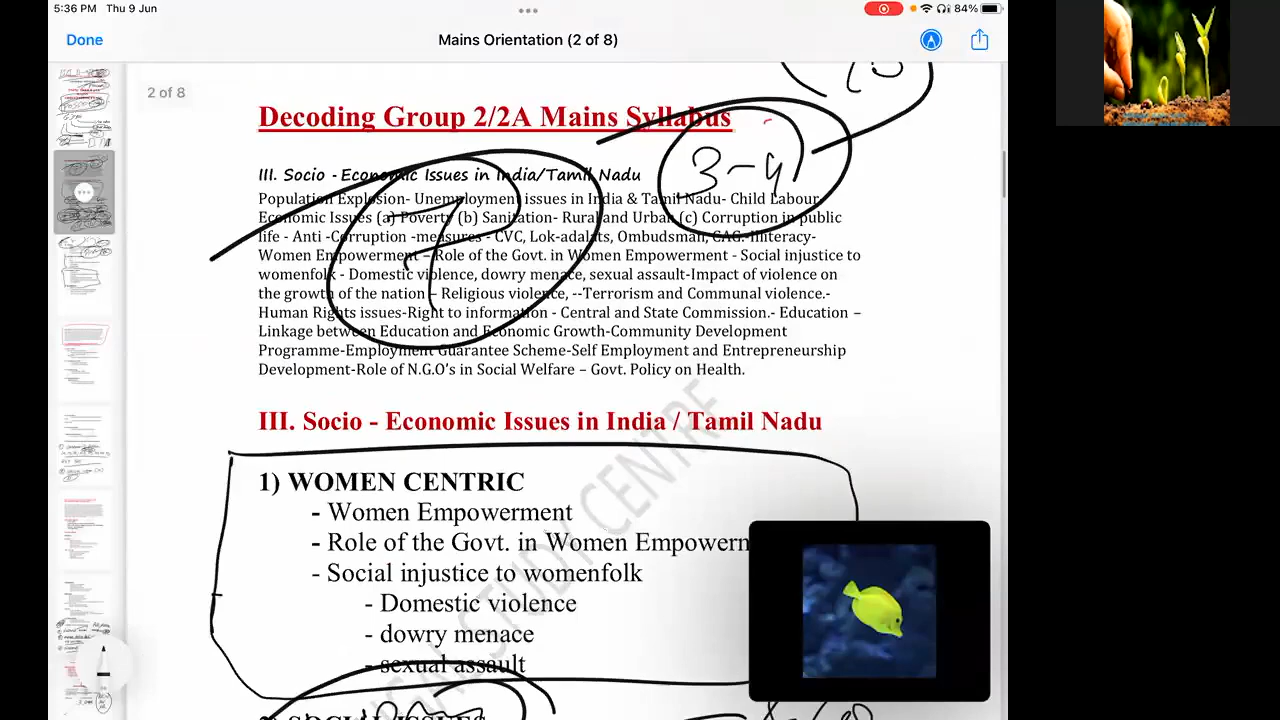 5:36 PM Thu 9 Jun
84%
Done
Mains Orientation (2 of 8)
2 of 8
Decoding Group 2/2A Mains Syllabus
3-4
7
III. Socio - Economic Issues in India/Tamil Nadu
Population Explosion- Unemployment issues in India & Tamil Nadu- Child Labour-
Economic Issues (a) Poverty (b) Sanitation- Rural and Urban (c) Corruption in public
life - Anti -Corruption -measures - CVC, Lok-adalats, Ombudsman, CAG.-Illiteracy-
Women Empowerment – Role of the Govt. in Women Empowerment - Social injustice to
womenfolk - Domestic violence, dowry menace, sexual assault-Impact of violence on
the growth of the nation – Religious violence, --Terrorism and Communal violence.-
Human Rights issues-Right to information - Central and State Commission.- Education –
Linkage between Education and Economic Growth-Community Development
Programme Employment Guarantee Scheme-Self Employment and Entrepreneurship
Development-Role of N.G.O's in Social Welfare – Govt. Policy on Health.
III. Socio - Economic issues in India / Tamil Nadu
1) WOMEN CENTRIC
- Women Empowerment
- Role of the Govt in Women Empowerm
- Social injustice to womenfolk
- Domestic violence
- dowry menace
- sexual assault
2) SOCIAL ISSUES
STUDY CENTRE